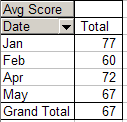 Avg Score
Date Total
Jan 77
Feb 60
Apr 72
May 67
Grand Total 67